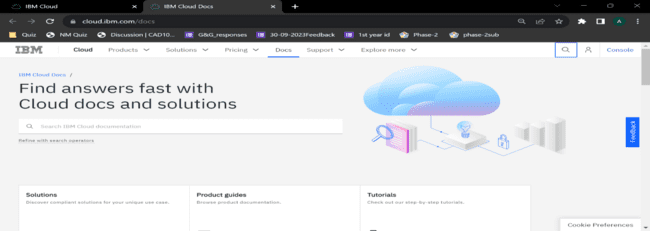 IBM Cloud
IBM Cloud Docs
cloud.ibm.com/docs
A
Quiz
NM Quiz
Discussion | CAD10...
G&G_responses
30-09-2023Feedback
1st year id
Phase-2
phase-2sub
IBM
Cloud
Products
Solutions
Pricing
Docs
Support
Explore more
Console
IBM Cloud Docs /
Find answers fast with
Cloud docs and solutions
Search IBM Cloud documentation
Refine with search operators
Feedback
Solutions
Discover compliant solutions for your unique use case.
Product guides
Browse product documentation.
Tutorials
Check out our step-by-step tutorials.
Cookie Preferences